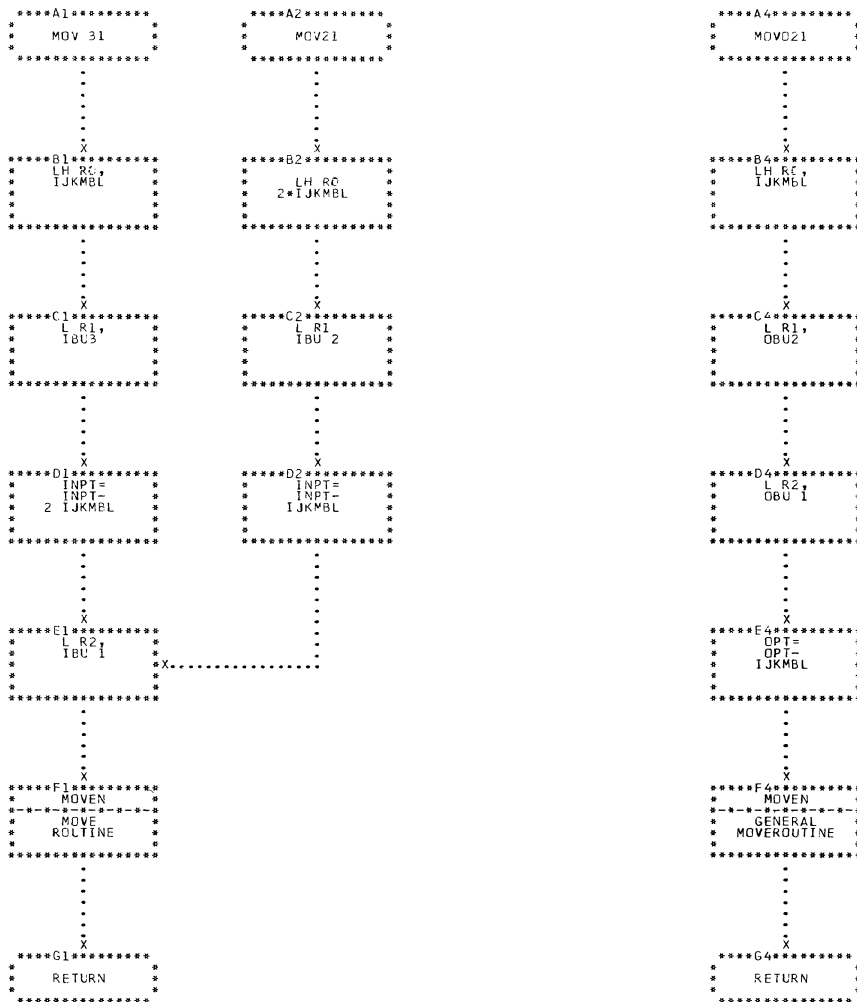 A1
MOV 31
A2
MOV21
A4
MOVO21
B1
LH R0,
IJKMBL
B2
LH R0
2*IJKMBL
B4
LH R0,
IJKMBL
C1
L R1,
IBU3
C2
L R1
IBU 2
C4
L R1,
OBU2
D1
INPT=
INPT-
2 IJKMBL
D2
INPT=
INPT-
IJKMBL
D4
L R2,
OBU 1
E1
L R2,
IBU 1
E4
OPT=
OPT-
IJKMBL
F1
MOVEN
MOVE
ROUTINE
F4
MOVEN
GENERAL
MOVEROUTINE
G1
RETURN
G4
RETURN